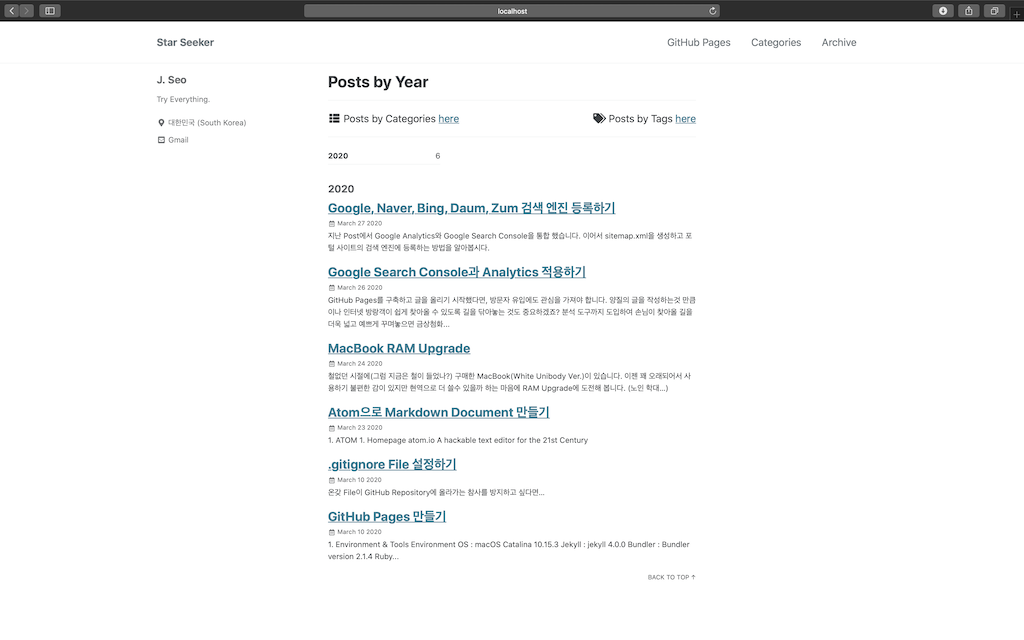 localhost
Star Seeker
GitHub Pages Categories Archive
J. Seo
Try Everything.
대한민국 (South Korea)
Gmail
Posts by Year
Posts by Categories here
Posts by Tags here
2020 6
2020
Google, Naver, Bing, Daum, Zum 검색 엔진 등록하기
March 27 2020
지난 Post에서 Google Analytics와 Google Search Console을 통합 했습니다. 이어서 sitemap.xml을 생성하고 포
털 사이트의 검색 엔진에 등록하는 방법을 알아봅시다.
Google Search Console과 Analytics 적용하기
March 26 2020
GitHub Pages를 구축하고 글을 올리기 시작했다면, 방문자 유입에도 관심을 가져야 합니다. 양질의 글을 작성하는것 만큼
이나 인터넷 방랑객이 쉽게 찾아올 수 있도록 길을 닦아놓는 것도 중요하겠죠? 분석 도구까지 도입하여 손님이 찾아올 길을
더욱 넓고 예쁘게 꾸며놓으면 금상첨화...
MacBook RAM Upgrade
March 24 2020
철없던 시절에(그럼 지금은 철이 들었나?) 구매한 MacBook(White Unibody Ver.)이 있습니다. 이젠 꽤 오래되어서 사
용하기 불편한 감이 있지만 현역으로 더 쓸수 있을까 하는 마음에 RAM Upgrade에 도전해 봅니다. (노인 학대...)
Atom으로 Markdown Document 만들기
March 23 2020
1. ATOM 1. Homepage atom.io A hackable text editor for the 21st Century
.gitignore File 설정하기
March 10 2020
온갖 File이 GitHub Repository에 올라가는 참사를 방지하고 싶다면...
GitHub Pages 만들기
March 10 2020
1. Environment & Tools Environment OS : macOS Catalina 10.15.3 Jekyll : jekyll 4.0.0 Bundler : Bundler
version 2.1.4 Ruby...
BACK TO TOP ↑